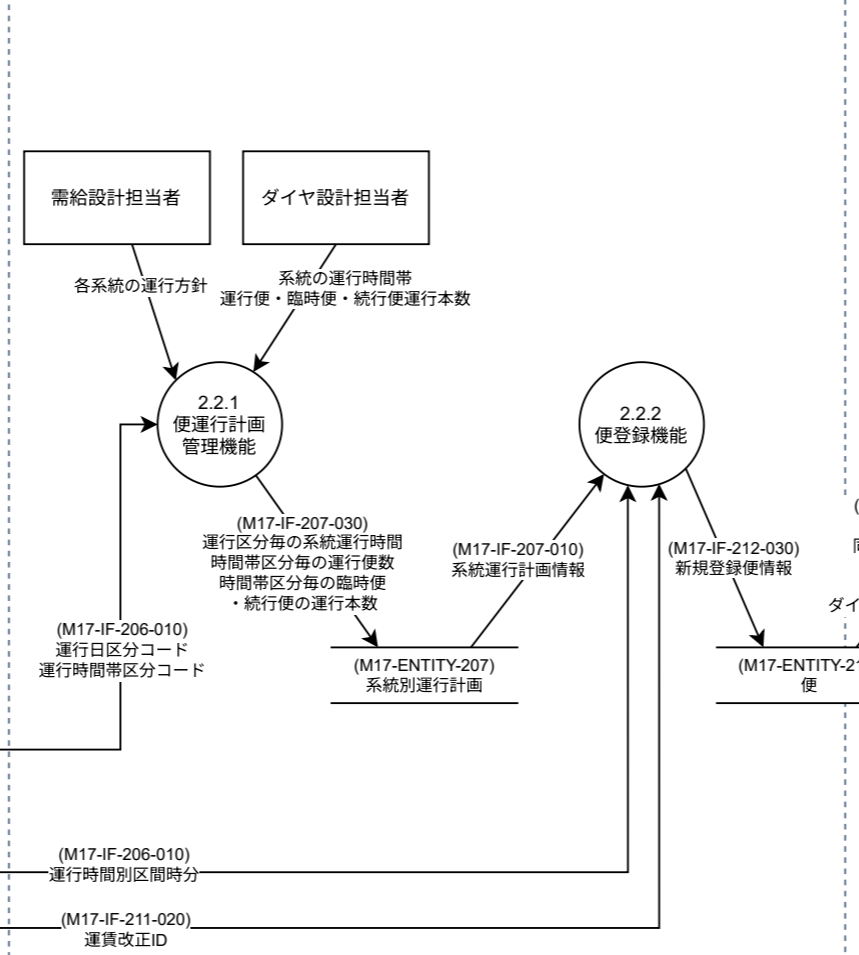 需給設計担当者
ダイヤ設計担当者
各系統の運行方針
系統の運行時間帯
運行便・臨時便・続行便運行本数
2.2.1
便運行計画
管理機能
2.2.2
便登録機能
(M17-IF-207-030)
運行区分毎の系統運行時間
時間帯区分毎の運行便数
時間帯区分毎の臨時便
・続行便の運行本数
(M17-IF-207-010)
系統運行計画情報
(M17-IF-212-030)
新規登録便情報
(
同
ダイ
(M17-IF-206-010)
運行日区分コード
運行時間帯区分コード
(M17-ENTITY-207)
系統別運行計画
(M17-ENTITY-21
便
(M17-IF-206-010)
運行時間別区間時分
(M17-IF-211-020)
運賃改正ID